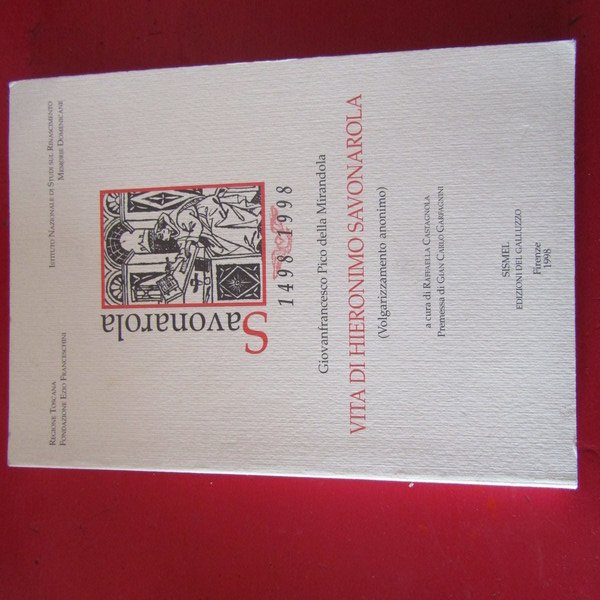 REGIONE TOSCANA
FONDAZIONE EZIO FRANCESCHINI
ISTITUTO NAZIONALE DI STUDI SUL RINASCIMENTO
MEMORIE DOMENICANE
Savonarola
1498 1998
Giovanfrancesco Pico della Mirandola
VITA DI HIERONIMO SAVONAROLA
(Volgarizzamento anonimo)
a cura di RAFFAELLA CASTAGNOLA
Premessa di GIAN CARLO GARFAGNINI
SISMEL
EDIZIONI DEL GALLUZZO
Firenze
1998